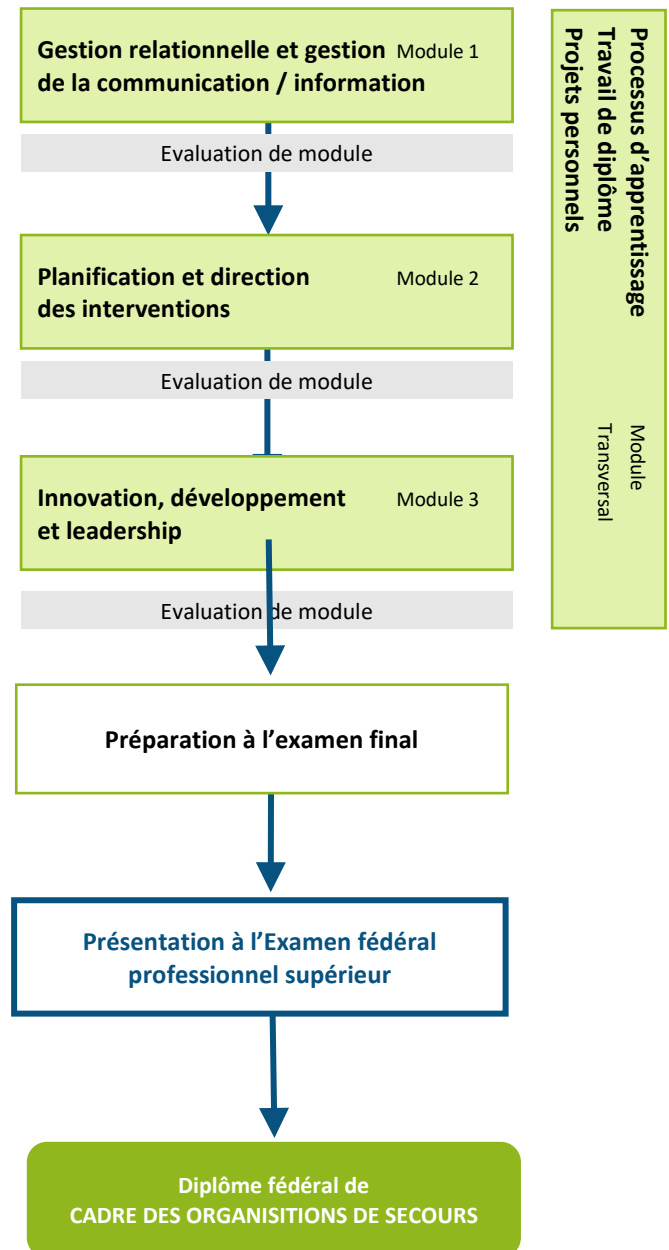 Gestion relationnelle et gestion Module 1
de la communication / information
Evaluation de module
Planification et direction Module 2
des interventions
Evaluation de module
Innovation, développement Module 3
et leadership
Evaluation de module
Préparation à l’examen final
Présentation à l’Examen fédéral
professionnel supérieur
Diplôme fédéral de
CADRE DES ORGANISITIONS DE SECOURS
Processus d’apprentissage Module
Travail de diplôme Transversal
Projets personnels